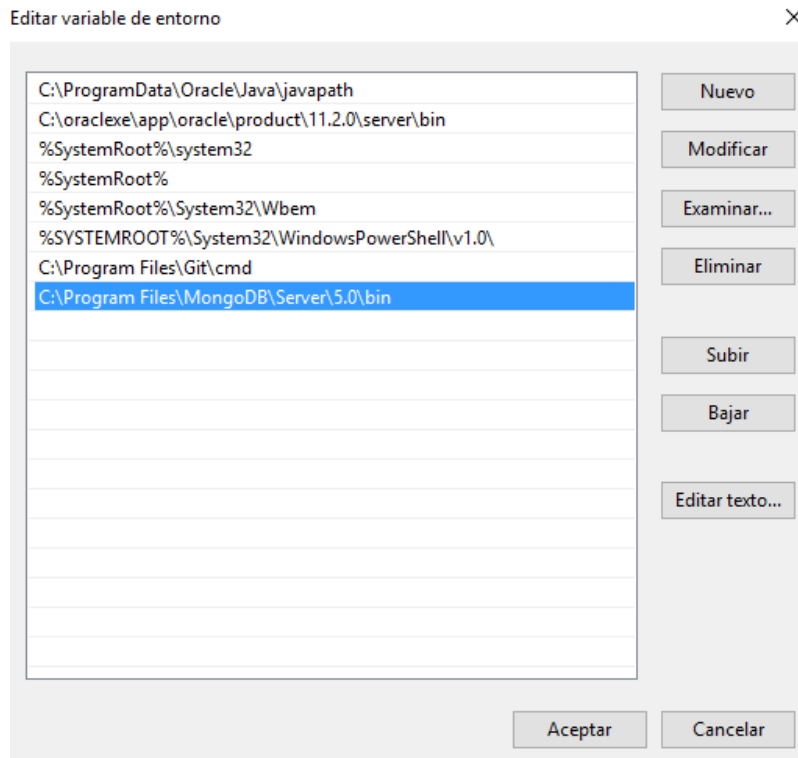 Editar variable de entorno
C:\ProgramData\Oracle\Java\javapath
C:\oraclexe\app\oracle\product\11.2.0\server\bin
%SystemRoot%\system32
%SystemRoot%
%SystemRoot%\System32\Wbem
%SYSTEMROOT%\System32\WindowsPowerShell\v1.0\
C:\Program Files\Git\cmd
C:\Program Files\MongoDB\Server\5.0\bin
Nuevo
Modificar
Examinar...
Eliminar
Subir
Bajar
Editar texto...
Aceptar
Cancelar